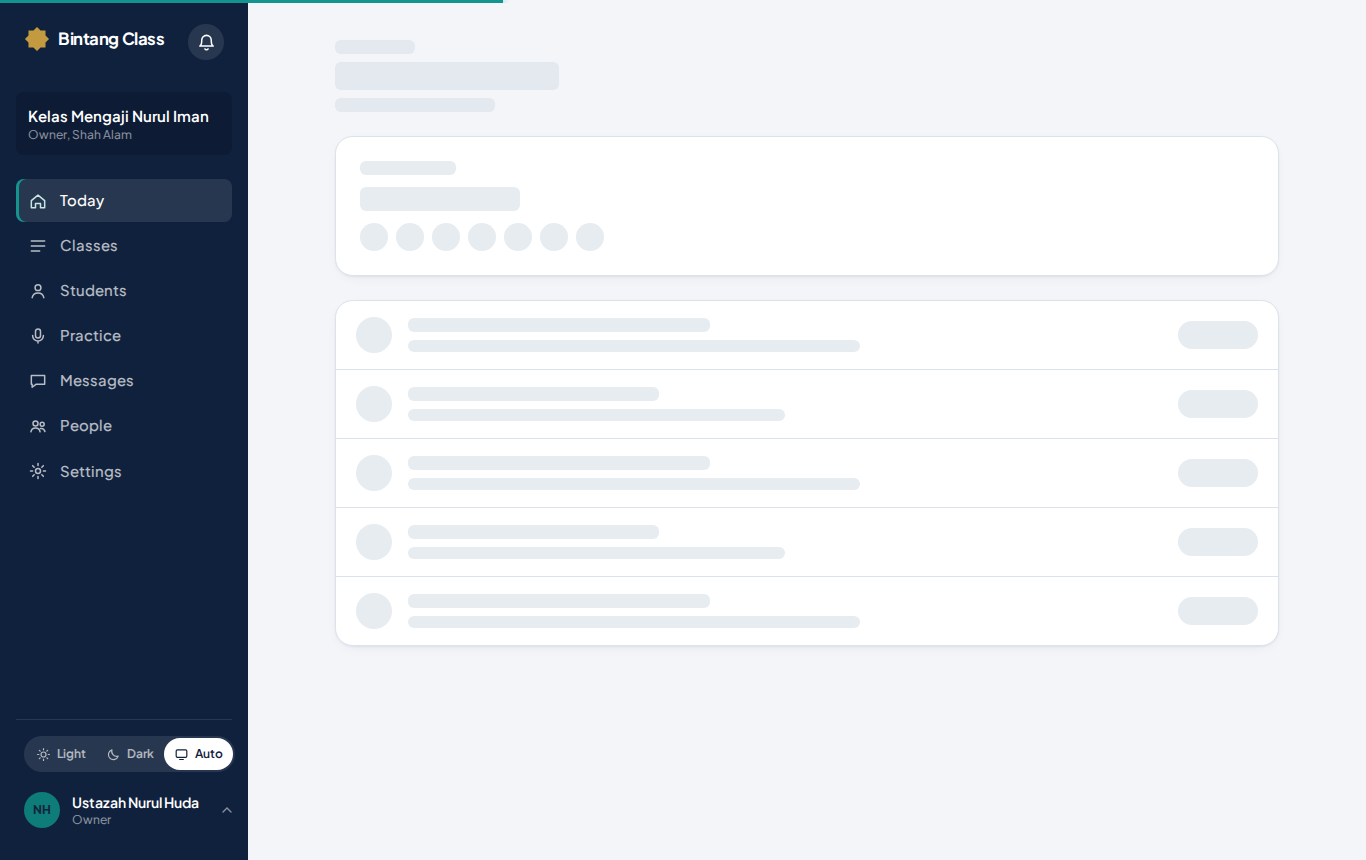 Bintang Class
Kelas Mengaji Nurul Iman
Owner, Shah Alam
Today
Classes
Students
Practice
Messages
People
Settings
Light
Dark
Auto
NH
Ustazah Nurul Huda
Owner